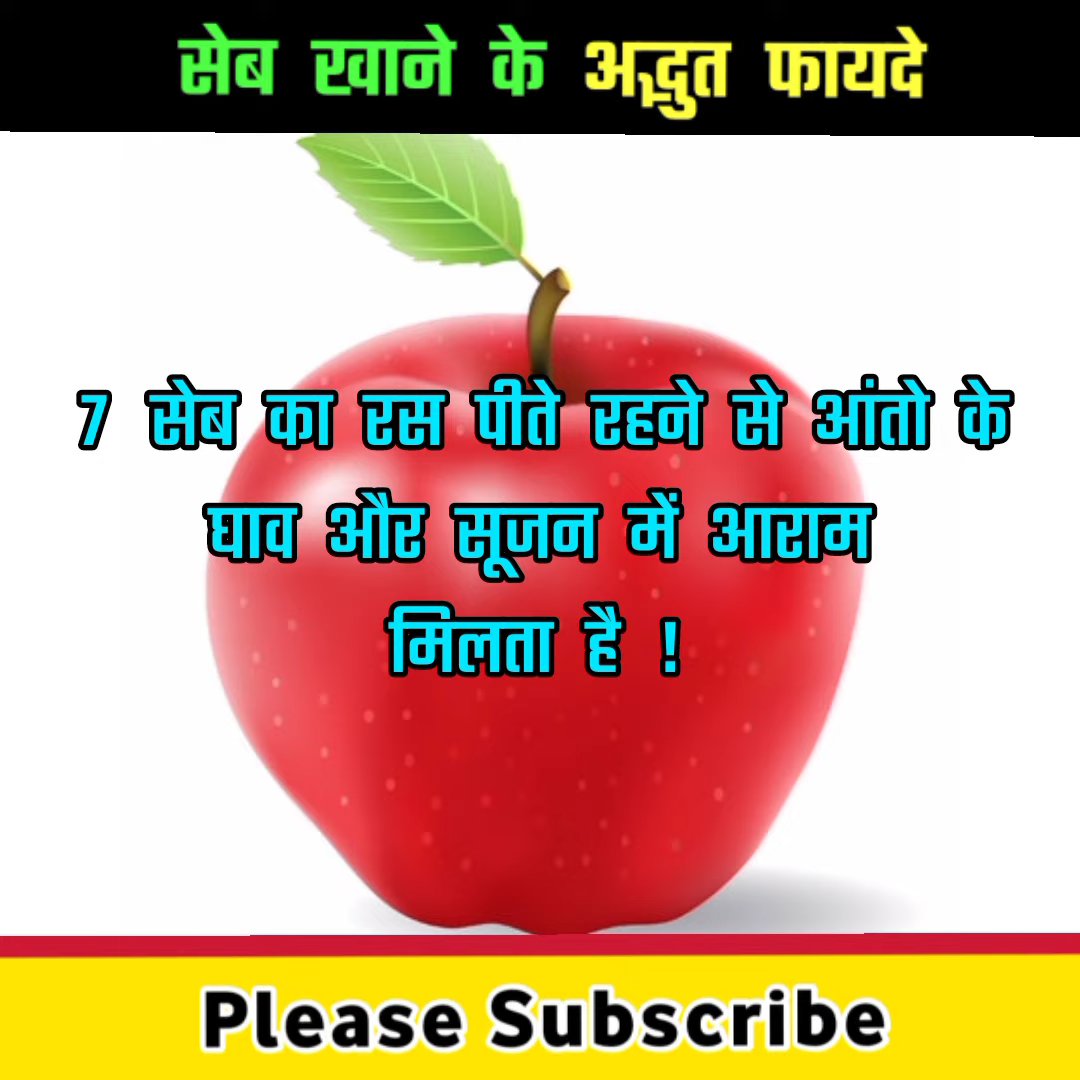 सेब खाने के अद्भुत फायदे
7 सेब का रस पीते रहने से आंतो के
घाव और सूजन में आराम
मिलता है !
Please Subscribe